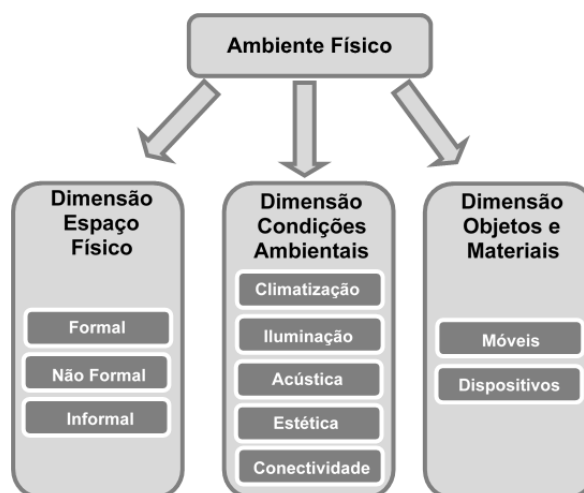 Ambiente Físico
Dimensão
Espaço
Físico
Formal
Não Formal
Informal
Dimensão
Condições
Ambientais
Climatização
Iluminação
Acústica
Estética
Conectividade
Dimensão
Objetos e
Materiais
Móveis
Dispositivos